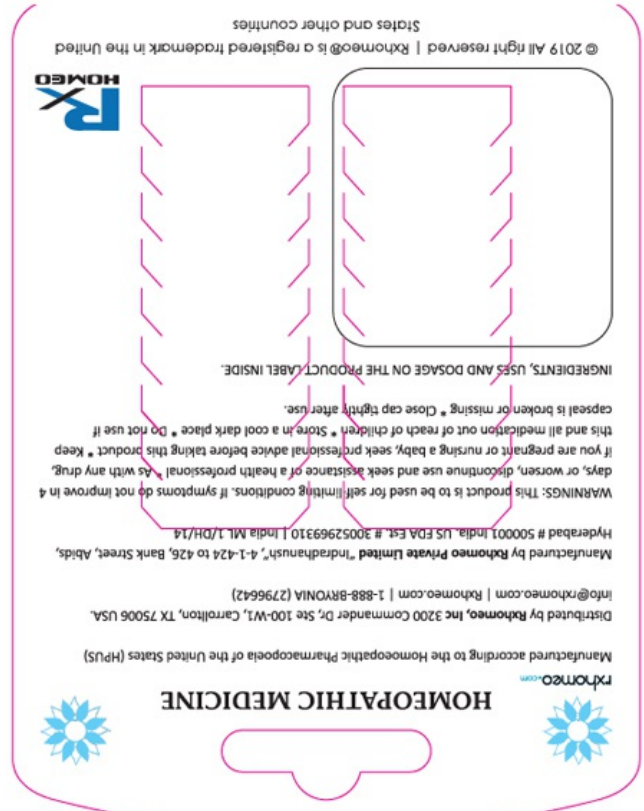 HOMEOPATHIC MEDICINE
rxhomeo.com
Manufactured according to the Homoeopathic Pharmacopoeia of the United States (HPUS)
Distributed by Rxhomeo, Inc 3200 Commander Dr, Ste 100-W1, Carrollton, TX 75006 USA.
info@rxhomeo.com | Rxhomeo.com | 1-888-BRYONIA (2796642)
Manufactured by Rxhomeo Private Limited "Indradhanush", 4-1-424 to 426, Bank Street, Abids,
Hyderabad # 500001 India. US FDA Est. # 3005269310 | India ML 1/DH/14
WARNINGS: This product is to be used for self-limiting conditions. If symptoms do not improve in 4
days, or worsen, discontinue use and seek assistance of a health professional * As with any drug,
if you are pregnant or nursing a baby, seek professional advice before taking this product * Keep
this and all medication out of reach of children * Store in a cool dark place * Do not use if
capseal is broken or missing * Close cap tightly after use.
INGREDIENTS, USES AND DOSAGE ON THE PRODUCT LABEL INSIDE.
Rx
HOMEO
© 2019 All right reserved | Rxhomeo® is a registered trademark in the United
States and other countries